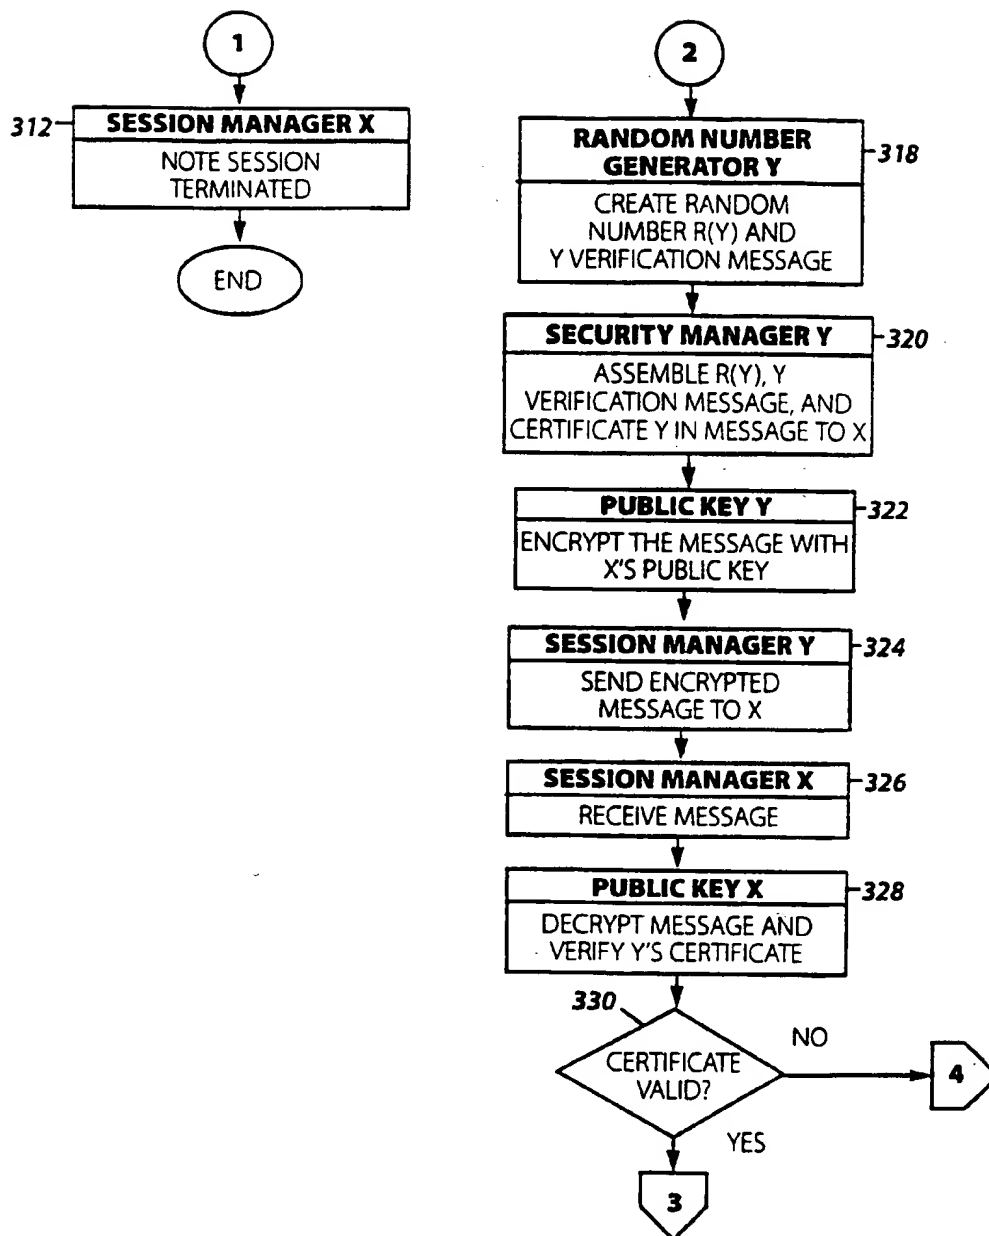 1
312
SESSION MANAGER X
NOTE SESSION
TERMINATED
END
2
RANDOM NUMBER
GENERATOR Y
318
CREATE RANDOM
NUMBER R(Y) AND
Y VERIFICATION MESSAGE
SECURITY MANAGER Y
320
ASSEMBLE R(Y), Y
VERIFICATION MESSAGE, AND
CERTIFICATE Y IN MESSAGE TO X
PUBLIC KEY Y
322
ENCRYPT THE MESSAGE WITH
X'S PUBLIC KEY
SESSION MANAGER Y
324
SEND ENCRYPTED
MESSAGE TO X
SESSION MANAGER X
326
RECEIVE MESSAGE
PUBLIC KEY X
328
DECRYPT MESSAGE AND
VERIFY Y'S CERTIFICATE
330
CERTIFICATE
VALID?
NO
4
YES
3